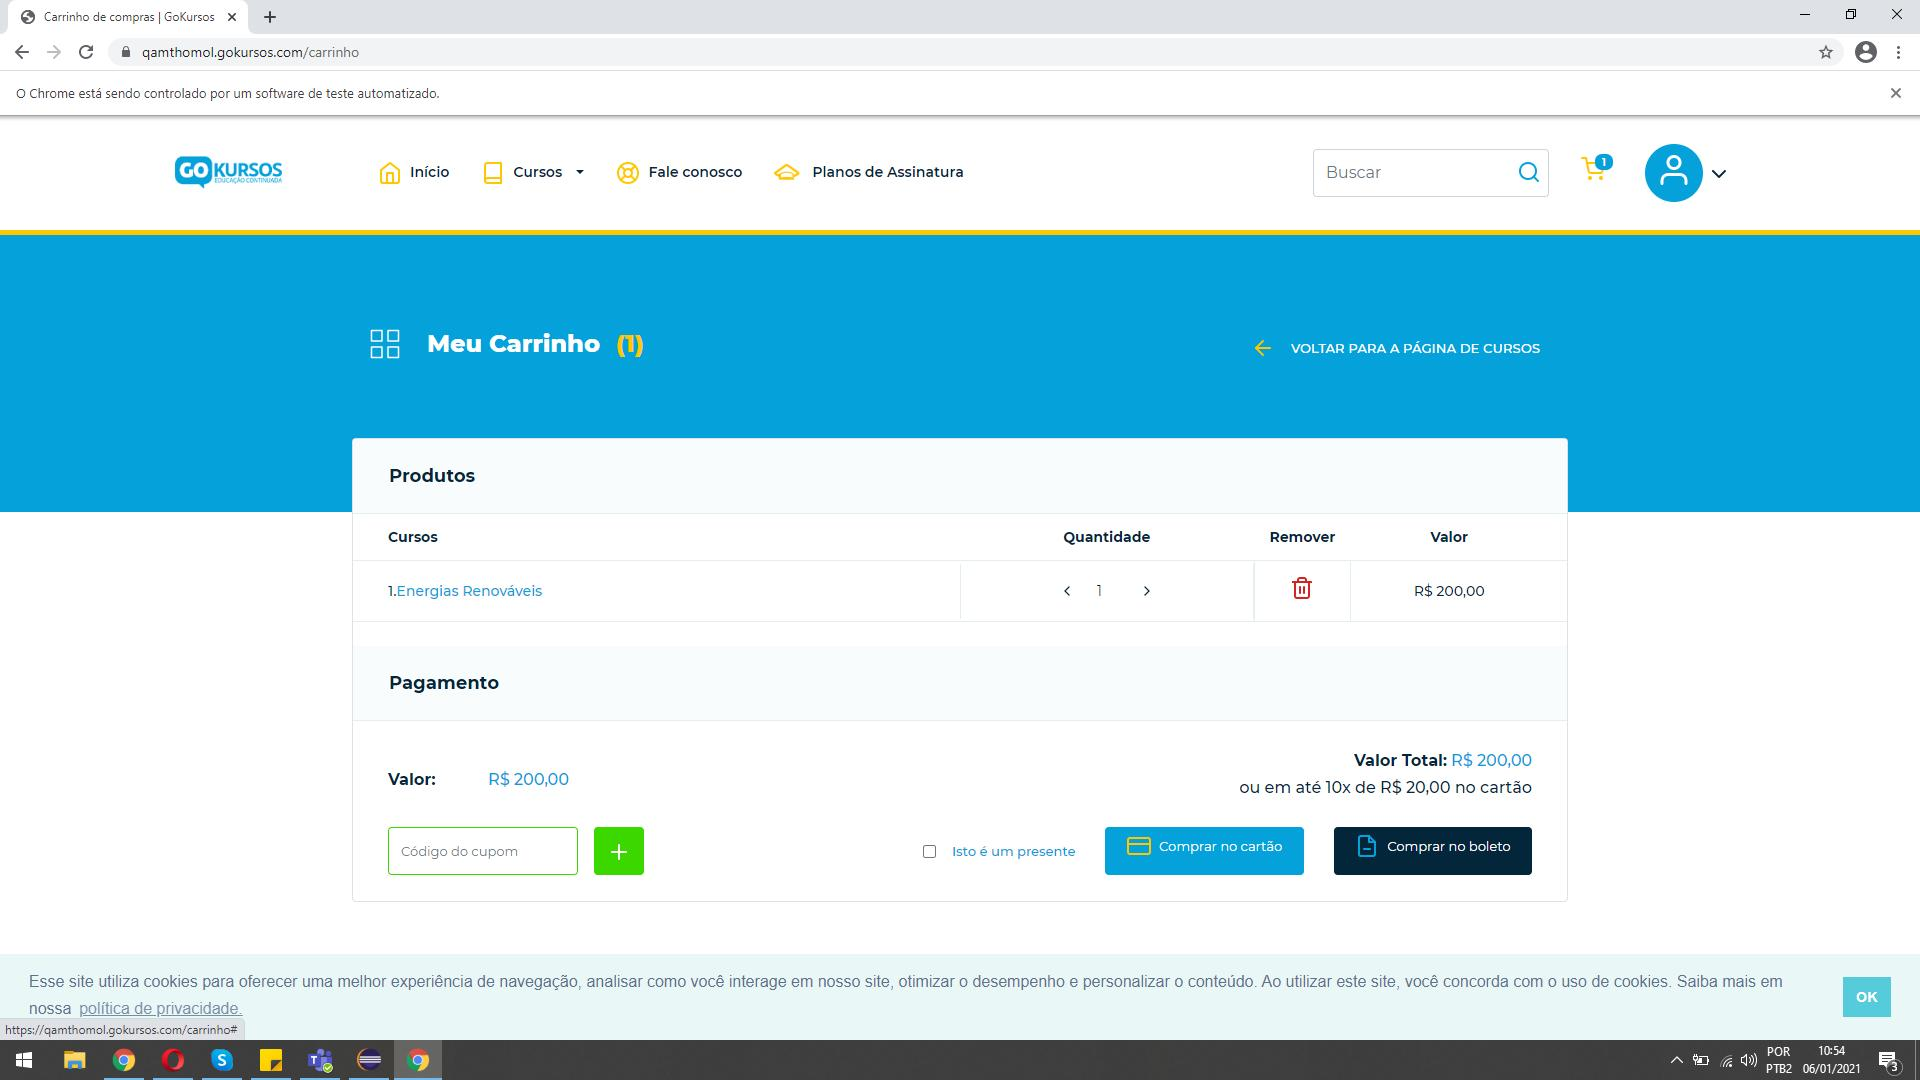 Carrinho de compras | GoKursos
qamthomol.gokursos.com/carrinho
O Chrome está sendo controlado por um software de teste automatizado.
GO KURSOS
EDUCAÇÃO CONTINUADA
Início
Cursos
Fale conosco
Planos de Assinatura
Buscar
1
Meu Carrinho (1)
VOLTAR PARA A PÁGINA DE CURSOS
Produtos
Cursos Quantidade Remover Valor
1.Energias Renováveis 1 R$ 200,00
Pagamento
Valor: R$ 200,00
Valor Total: R$ 200,00
ou em até 10x de R$ 20,00 no cartão
Código do cupom
+
Isto é um presente
Comprar no cartão
Comprar no boleto
Esse site utiliza cookies para oferecer uma melhor experiência de navegação, analisar como você interage em nosso site, otimizar o desempenho e personalizar o conteúdo. Ao utilizar este site, você concorda com o uso de cookies. Saiba mais em
nossa política de privacidade.
OK
https://qamthomol.gokursos.com/carrinho#
POR
PTB2
10:54
06/01/2021
3